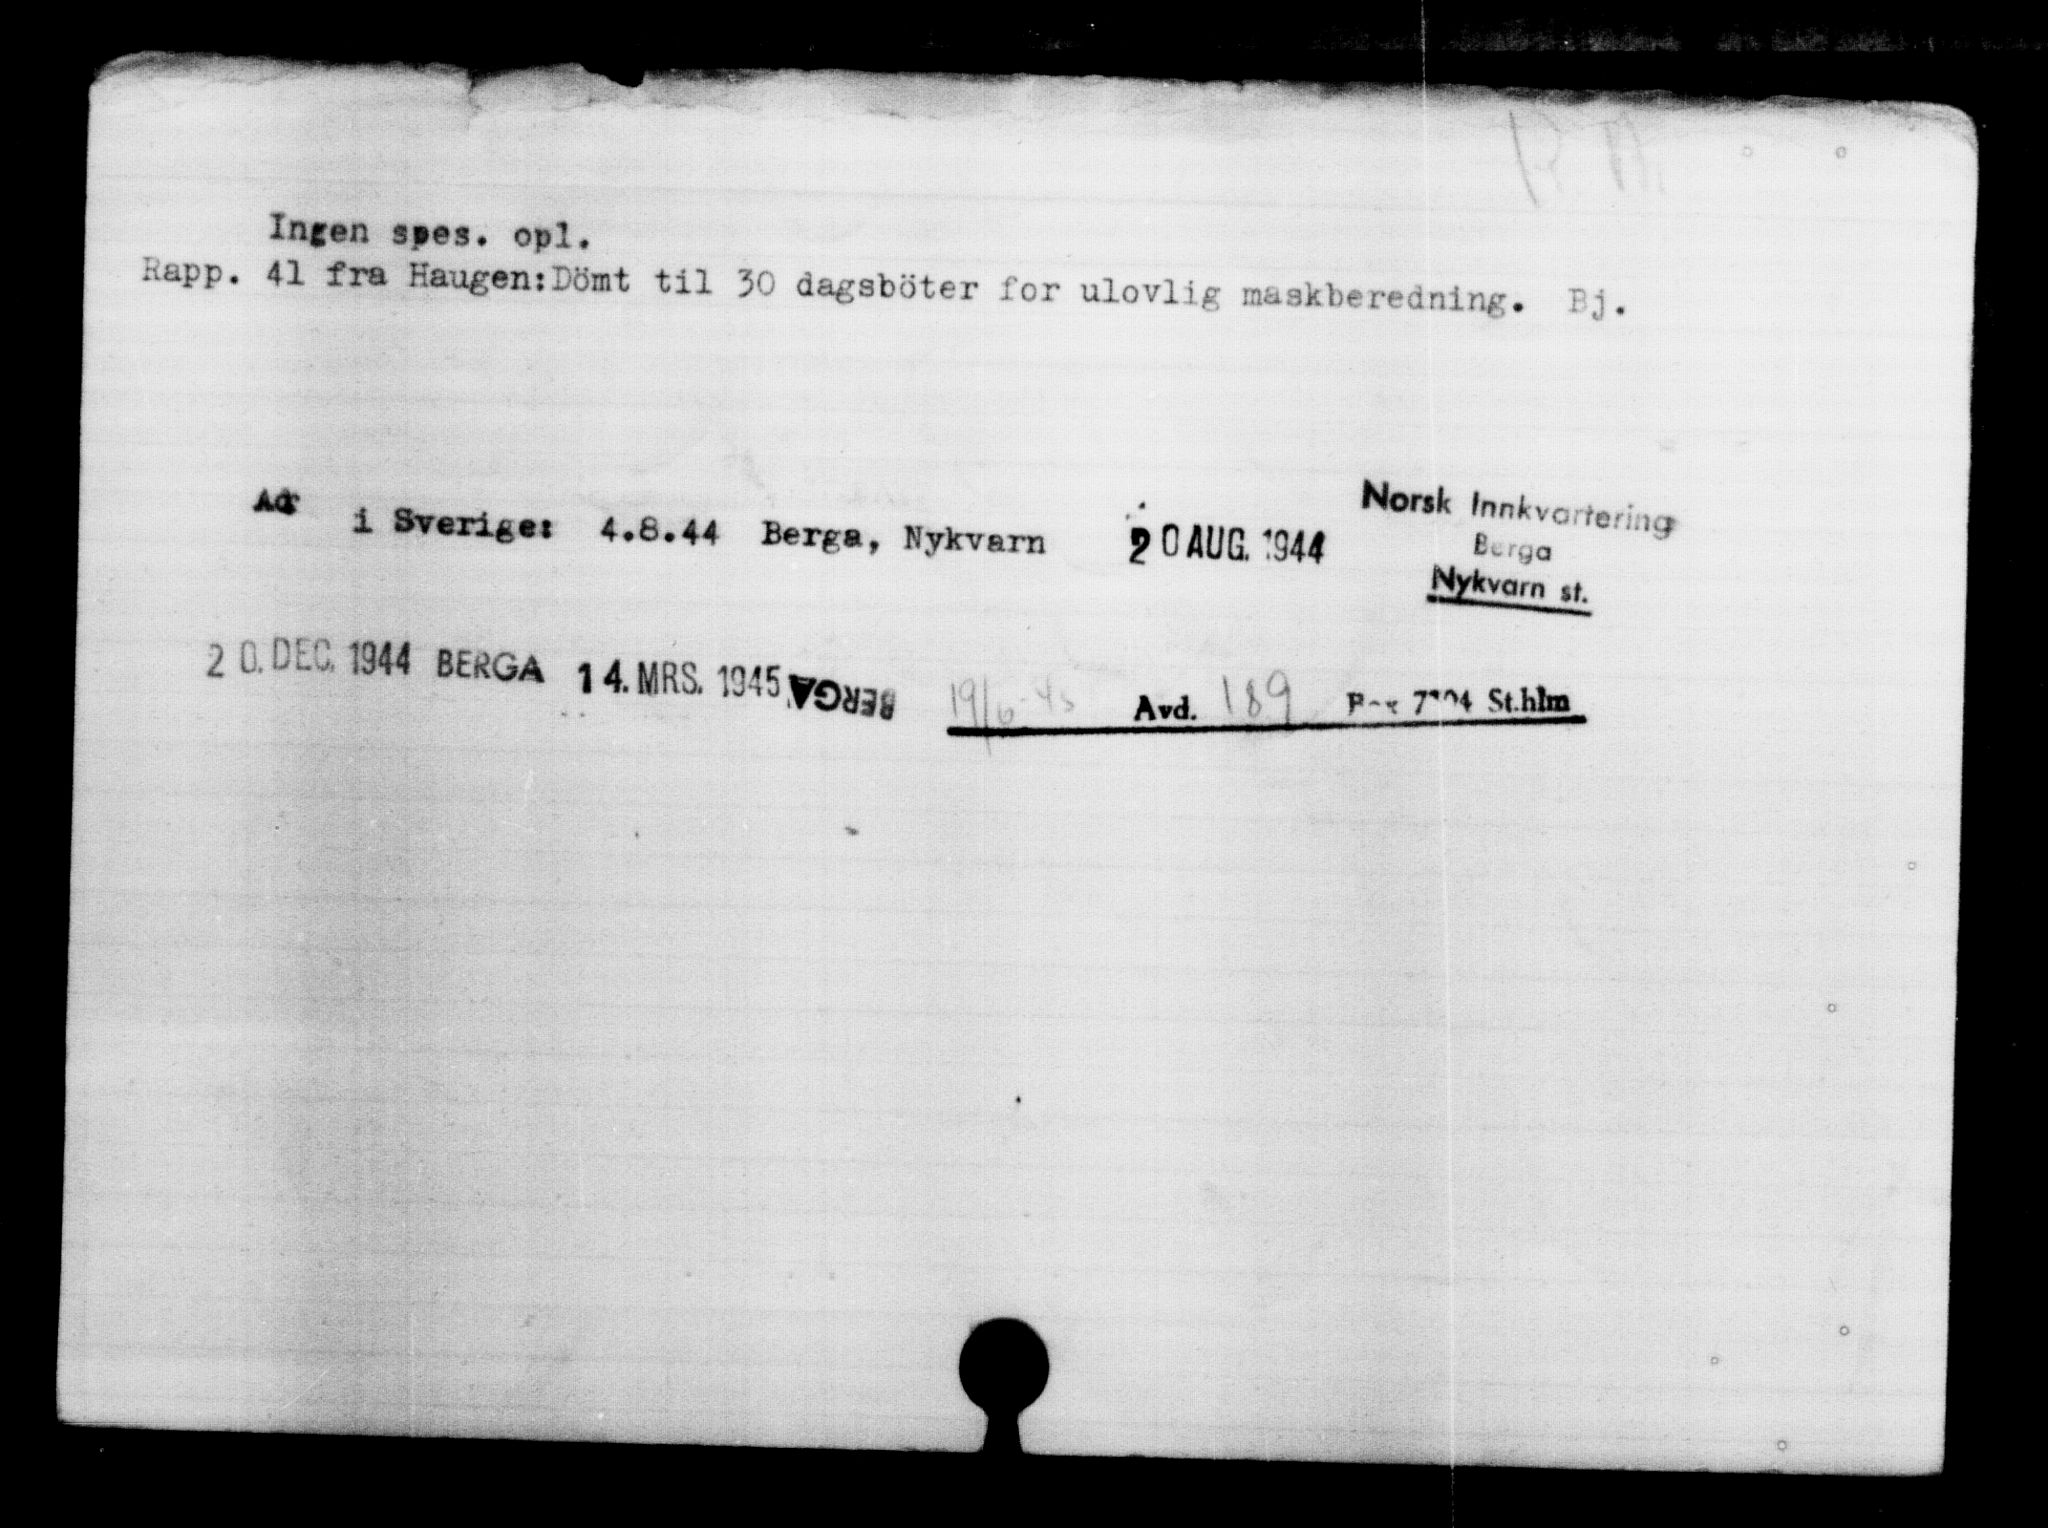 Ingen spes. opl.
Rapp. 41 fra Haugen:Dömt til 30 dagsböter for ulovlig maskberedning. Bj.
Adr i Sverige: 4.8.44 Berga, Nykvarn 20 AUG. 1944
Norsk Innkvartering
Berga
Nykvarn st.
20. DEC. 1944 BERGA 14. MRS. 1945 BERGA 19/6-45 Avd. 189 St.hlm